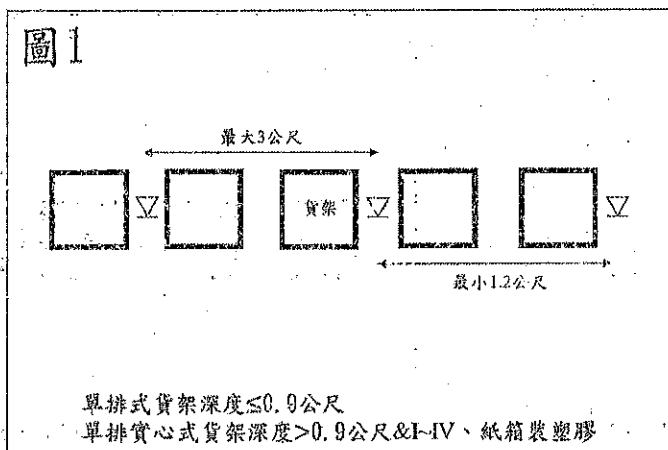 圖1
最大3公尺
貨架
最小1.2公尺
單排式貨架深度≤0.9公尺
單排實心式貨架深度>0.9公尺&I~IV、紙箱裝塑膠